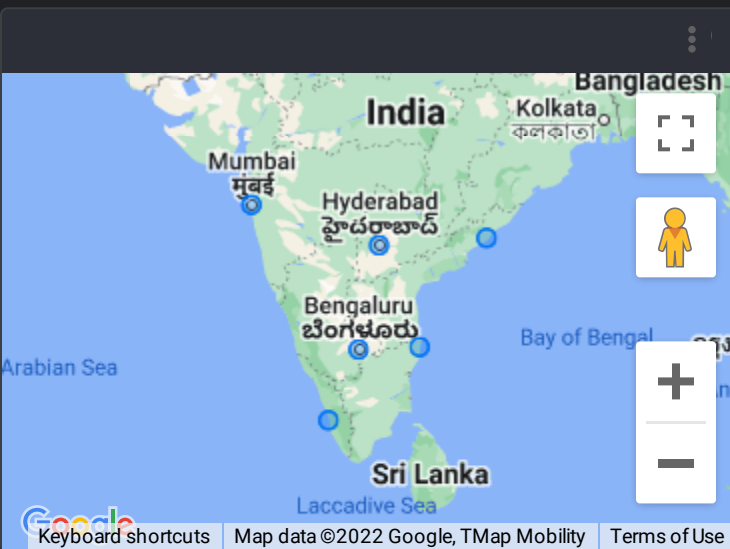 Bangladesh
India
Kolkata
কলকাতা
Mumbai
मुंबई
Hyderabad
హైదరాబాద్
Bengaluru
ಬೆಂಗಳೂರು
Bay of Bengal
Arabian Sea
Sri Lanka
Laccadive Sea
Google
Keyboard shortcuts
Map data ©2022 Google, TMap Mobility
Terms of Use